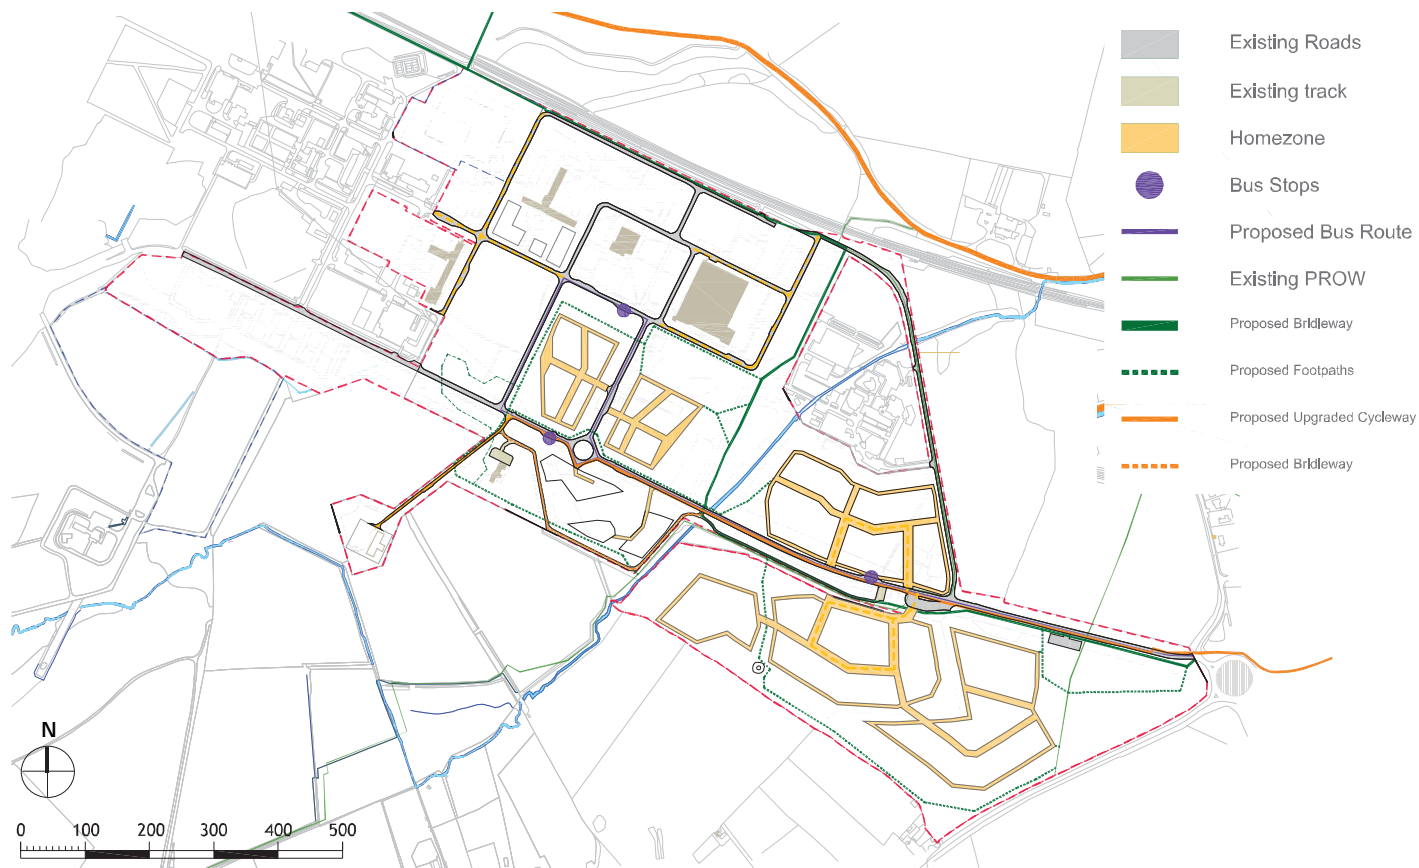 Existing Roads
Existing track
Homezone
Bus Stops
Proposed Bus Route
Existing PROW
Proposed Bridleway
Proposed Footpaths
Proposed Upgraded Cycleway
Proposed Bridleway
N
0 100 200 300 400 500